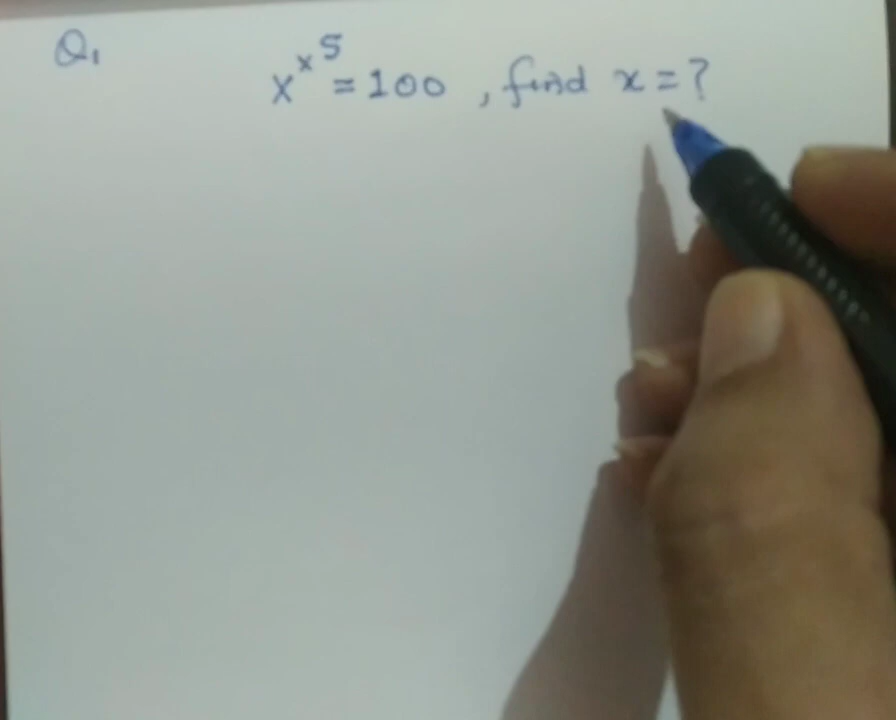 Q1 x^x^5 = 100 , find x = ?